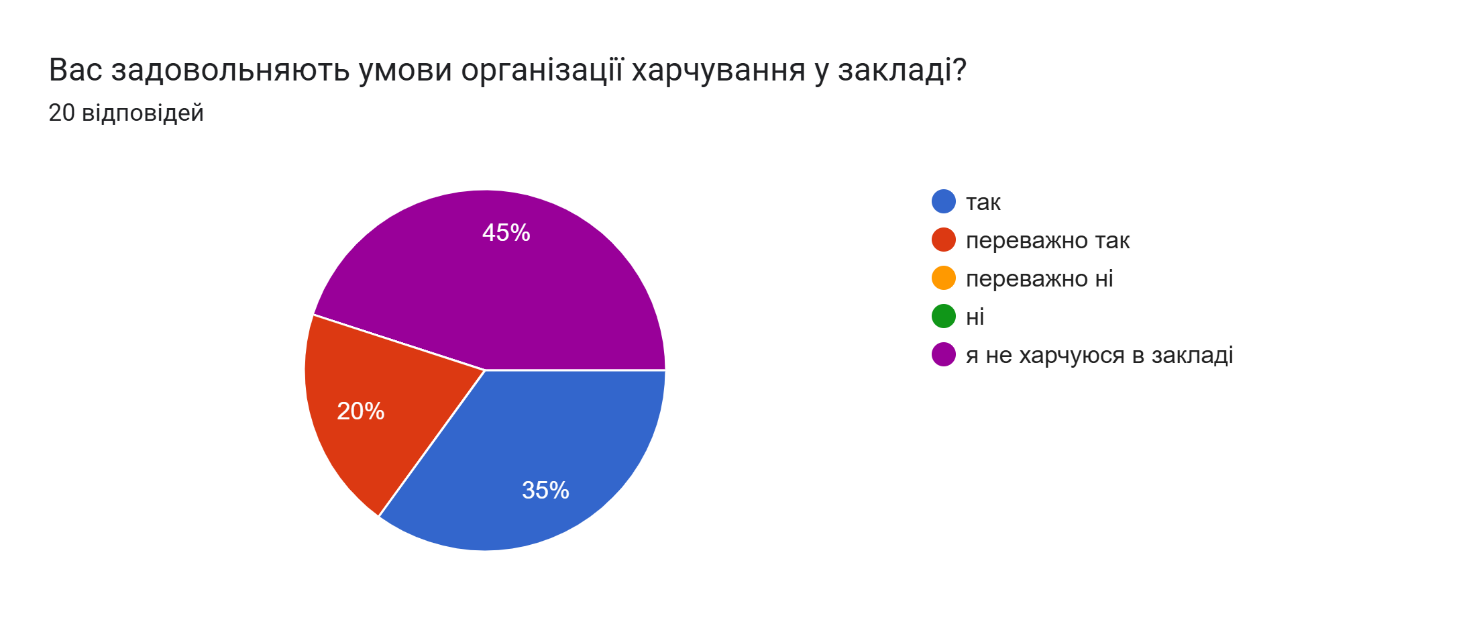 Вас задовольняють умови організації харчування у закладі?
20 відповідей
45%
20%
35%
так
переважно так
переважно ні
ні
я не харчуюся в закладі